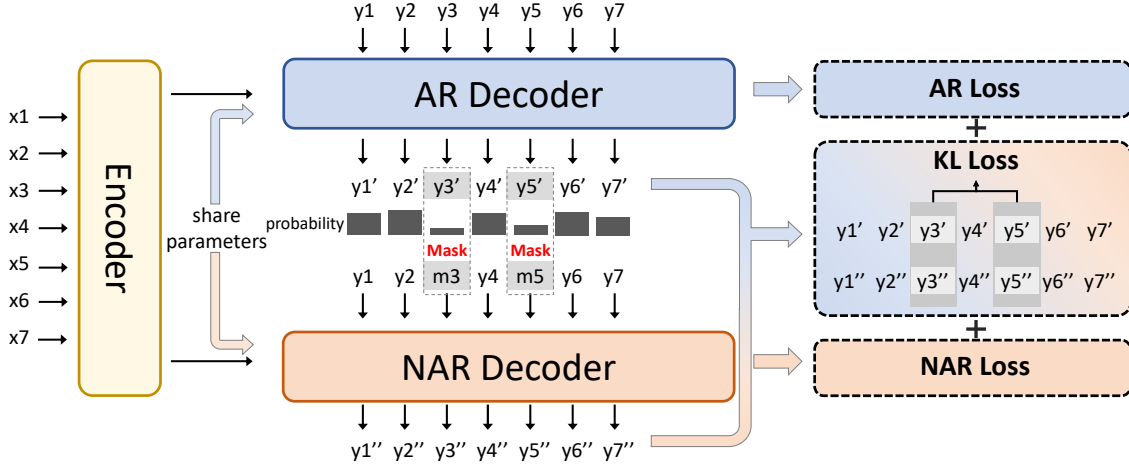 y1 y2 y3 y4 y5 y6 y7
x1
x2
x3
x4
x5
x6
x7
Encoder
share
parameters
AR Decoder
y1' y2' y3' y4' y5' y6' y7'
probability
Mask Mask
y1 y2 m3 y4 m5 y6 y7
NAR Decoder
y1'' y2'' y3'' y4'' y5'' y6'' y7''
AR Loss
+
KL Loss
y1' y2' y3' y4' y5' y6' y7'
y1'' y2'' y3'' y4'' y5'' y6'' y7''
+
NAR Loss